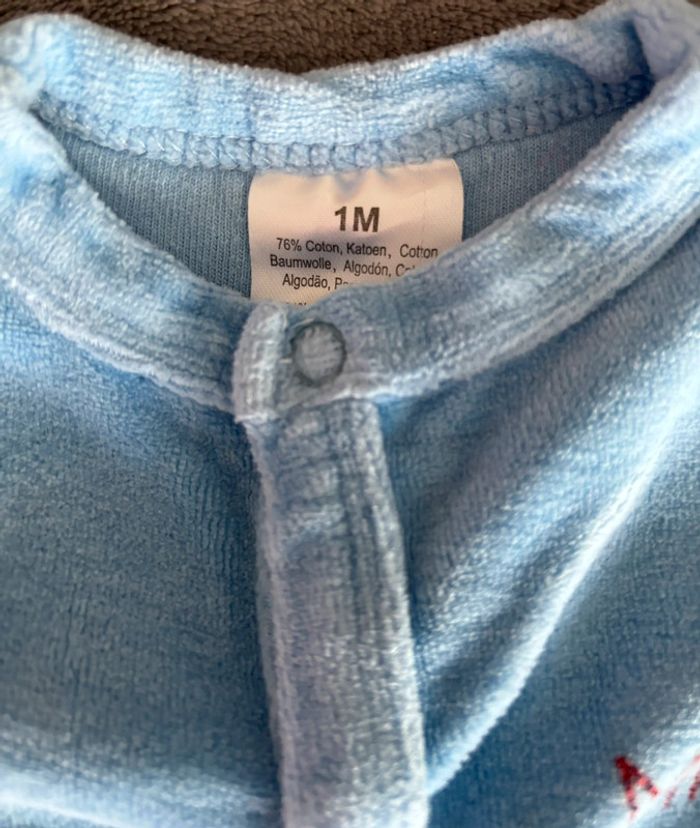 1M
76% Coton, Katoen, Cotton
Baumwolle, Algodón,
Algodão,